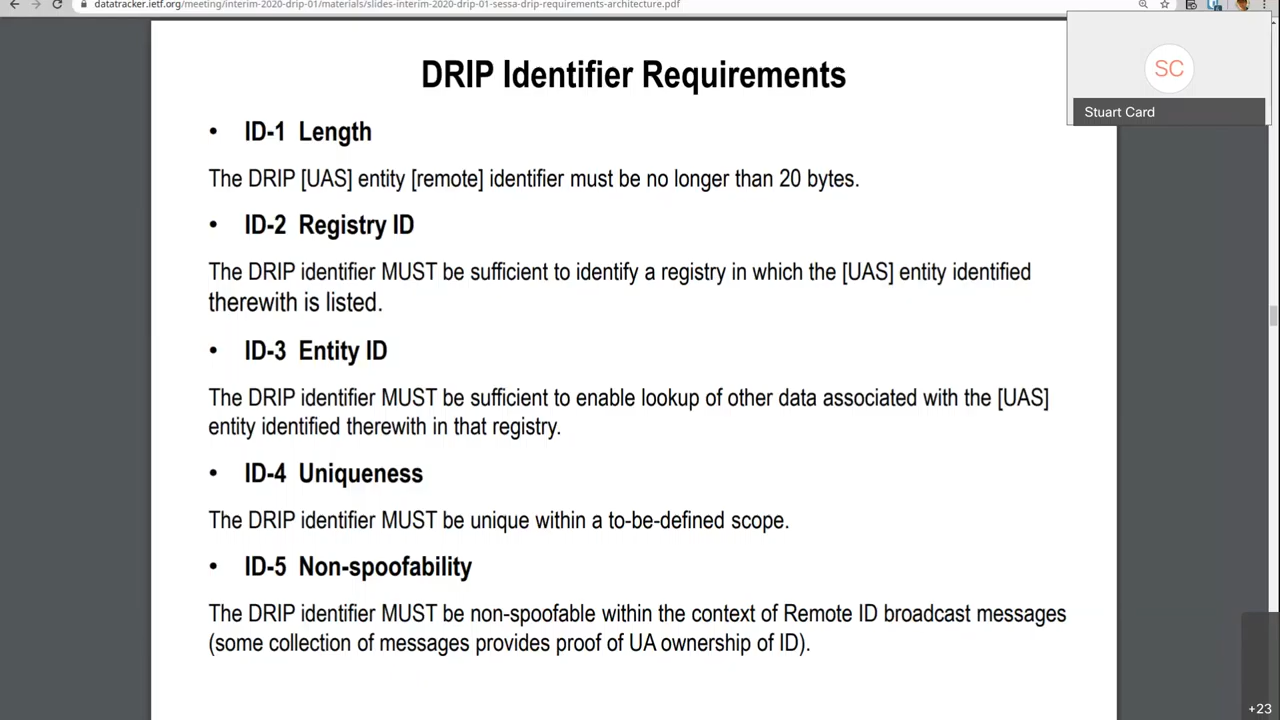 datatracker.ietf.org/meeting/interim-2020-drip-01/materials/slides-interim-2020-drip-01-sessa-drip-requirements-architecture.pdf
DRIP Identifier Requirements
SC
Stuart Card
• ID-1 Length
The DRIP [UAS] entity [remote] identifier must be no longer than 20 bytes.
• ID-2 Registry ID
The DRIP identifier MUST be sufficient to identify a registry in which the [UAS] entity identified
therewith is listed.
• ID-3 Entity ID
The DRIP identifier MUST be sufficient to enable lookup of other data associated with the [UAS]
entity identified therewith in that registry.
• ID-4 Uniqueness
The DRIP identifier MUST be unique within a to-be-defined scope.
• ID-5 Non-spoofability
The DRIP identifier MUST be non-spoofable within the context of Remote ID broadcast messages
(some collection of messages provides proof of UA ownership of ID).
+23